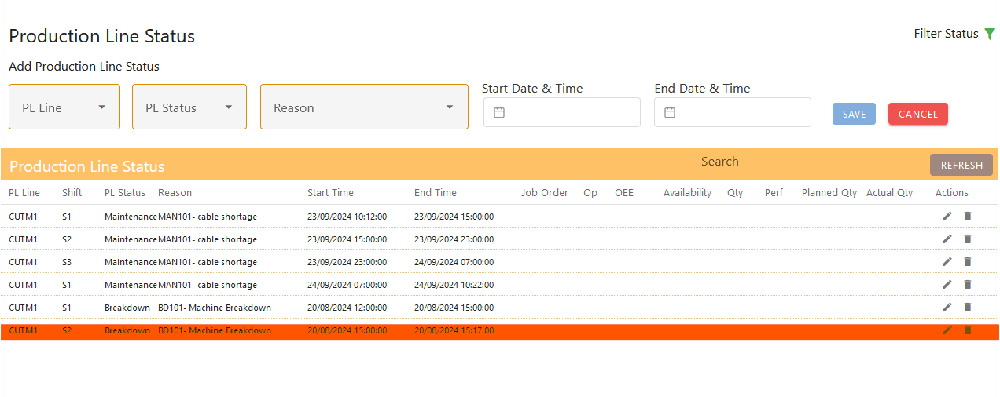 Production Line Status
Filter Status
Add Production Line Status
PL Line PL Status Reason Start Date & Time End Date & Time SAVE CANCEL
Production Line Status Search REFRESH
PL Line Shift PL Status Reason Start Time End Time Job Order Op OEE Availability Qty Perf Planned Qty Actual Qty Actions
CUTM1 S1 Maintenance MAN101- cable shortage 23/09/2024 10:12:00 23/09/2024 15:00:00
CUTM1 S2 Maintenance MAN101- cable shortage 23/09/2024 15:00:00 23/09/2024 23:00:00
CUTM1 S3 Maintenance MAN101- cable shortage 23/09/2024 23:00:00 24/09/2024 07:00:00
CUTM1 S1 Maintenance MAN101- cable shortage 24/09/2024 07:00:00 24/09/2024 10:22:00
CUTM1 S1 Breakdown BD101- Machine Breakdown 20/08/2024 12:00:00 20/08/2024 15:00:00
CUTM1 S2 Breakdown BD101- Machine Breakdown 20/08/2024 15:00:00 20/08/2024 15:17:00